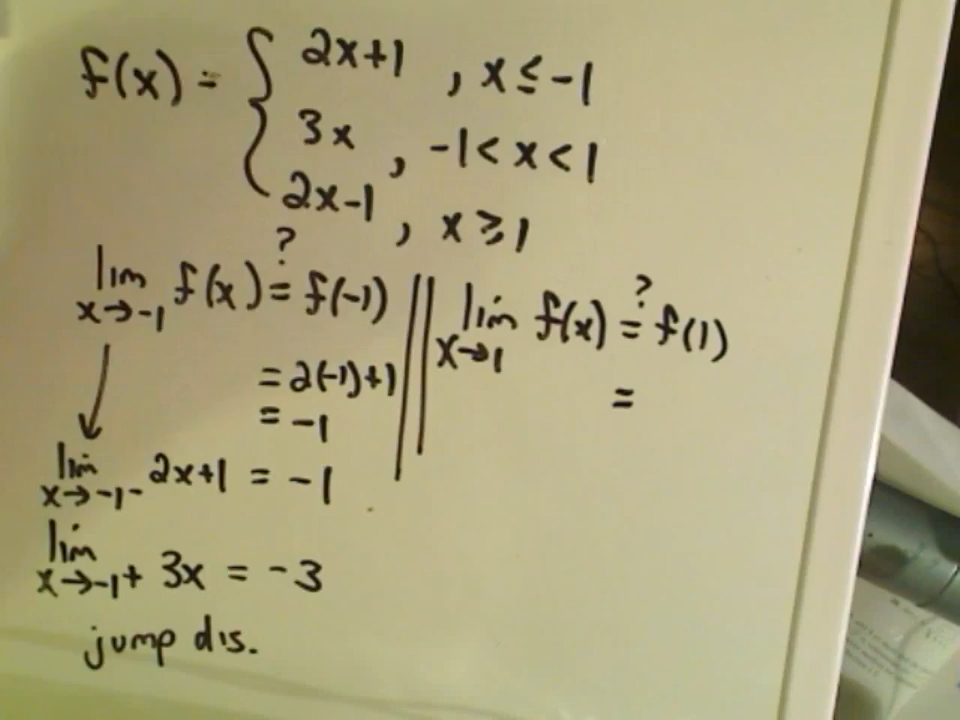 f(x) = { 2x+1 , x ≤ -1
3x , -1 < x < 1
2x-1 , x ≥ 1
lim x→-1 f(x) ?= f(-1)
= 2(-1)+1
= -1
lim x→-1- 2x+1 = -1
lim x→-1+ 3x = -3
jump dis.
lim x→1 f(x) ?= f(1)
=